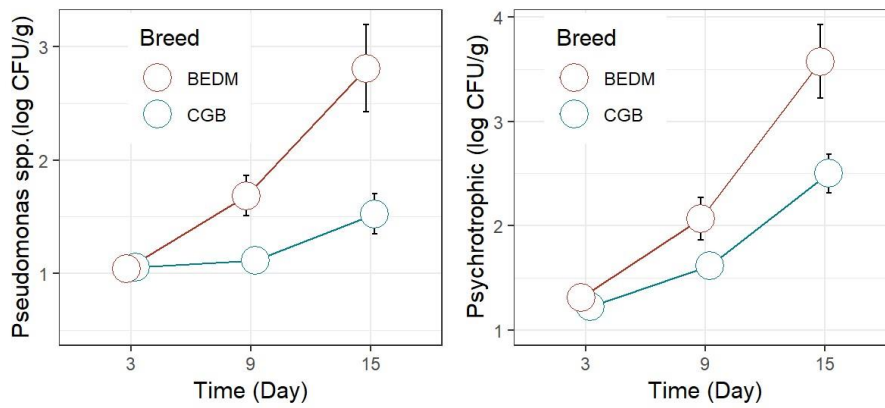 Pseudomonas spp.(log CFU/g)
3
2
1
Breed
BEDM
CGB
3
9
15
Time (Day)
Psychrotrophic (log CFU/g)
4
3
2
1
Breed
BEDM
CGB
3
9
15
Time (Day)